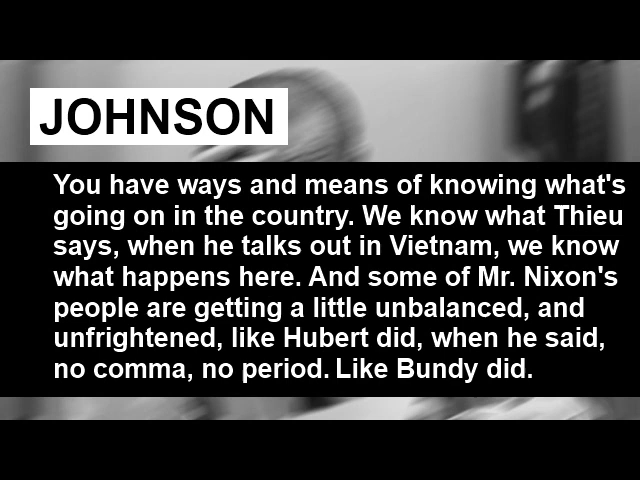 JOHNSON
You have ways and means of knowing what's
going on in the country. We know what Thieu
says, when he talks out in Vietnam, we know
what happens here. And some of Mr. Nixon's
people are getting a little unbalanced, and
unfrightened, like Hubert did, when he said,
no comma, no period. Like Bundy did.